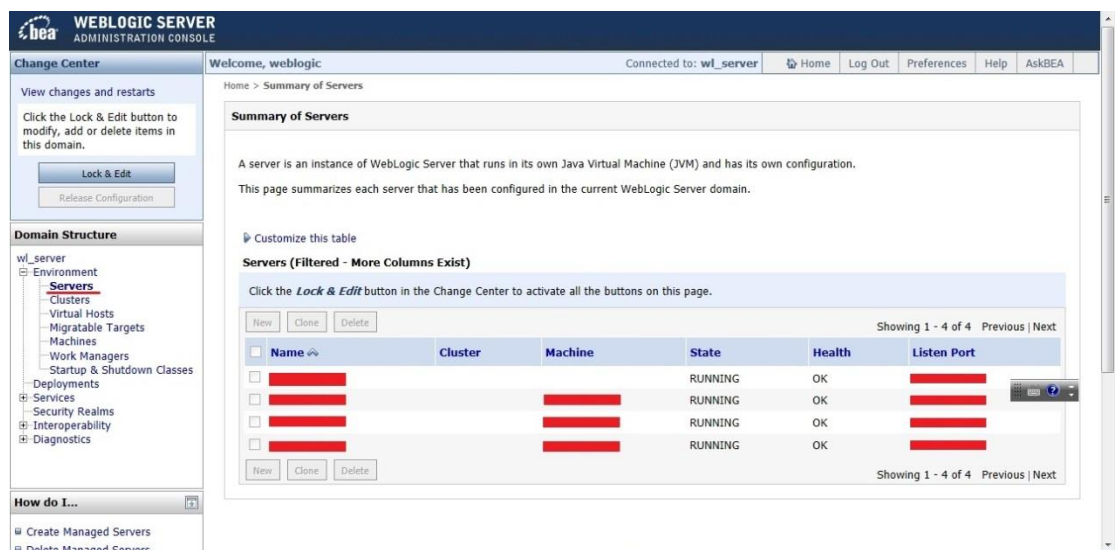 bea
WEBLOGIC SERVER
ADMINISTRATION CONSOLE
Change Center
View changes and restarts
Click the Lock & Edit button to
modify, add or delete items in
this domain.
Lock & Edit
Release Configuration
Domain Structure
wl_server
Environment
Servers
Clusters
Virtual Hosts
Migratable Targets
Machines
Work Managers
Startup & Shutdown Classes
Deployments
Services
Security Realms
Interoperability
Diagnostics
How do I...
Create Managed Servers
Delete Managed Servers
Welcome, weblogic
Connected to: wl_server
Home
Log Out
Preferences
Help
AskBEA
Home > Summary of Servers
Summary of Servers
A server is an instance of WebLogic Server that runs in its own Java Virtual Machine (JVM) and has its own configuration.
This page summarizes each server that has been configured in the current WebLogic Server domain.
Customize this table
Servers (Filtered - More Columns Exist)
Click the Lock & Edit button in the Change Center to activate all the buttons on this page.
New Clone Delete
Showing 1 - 4 of 4 Previous | Next
Name Cluster Machine State Health Listen Port
RUNNING OK
RUNNING OK
RUNNING OK
RUNNING OK
New Clone Delete
Showing 1 - 4 of 4 Previous | Next